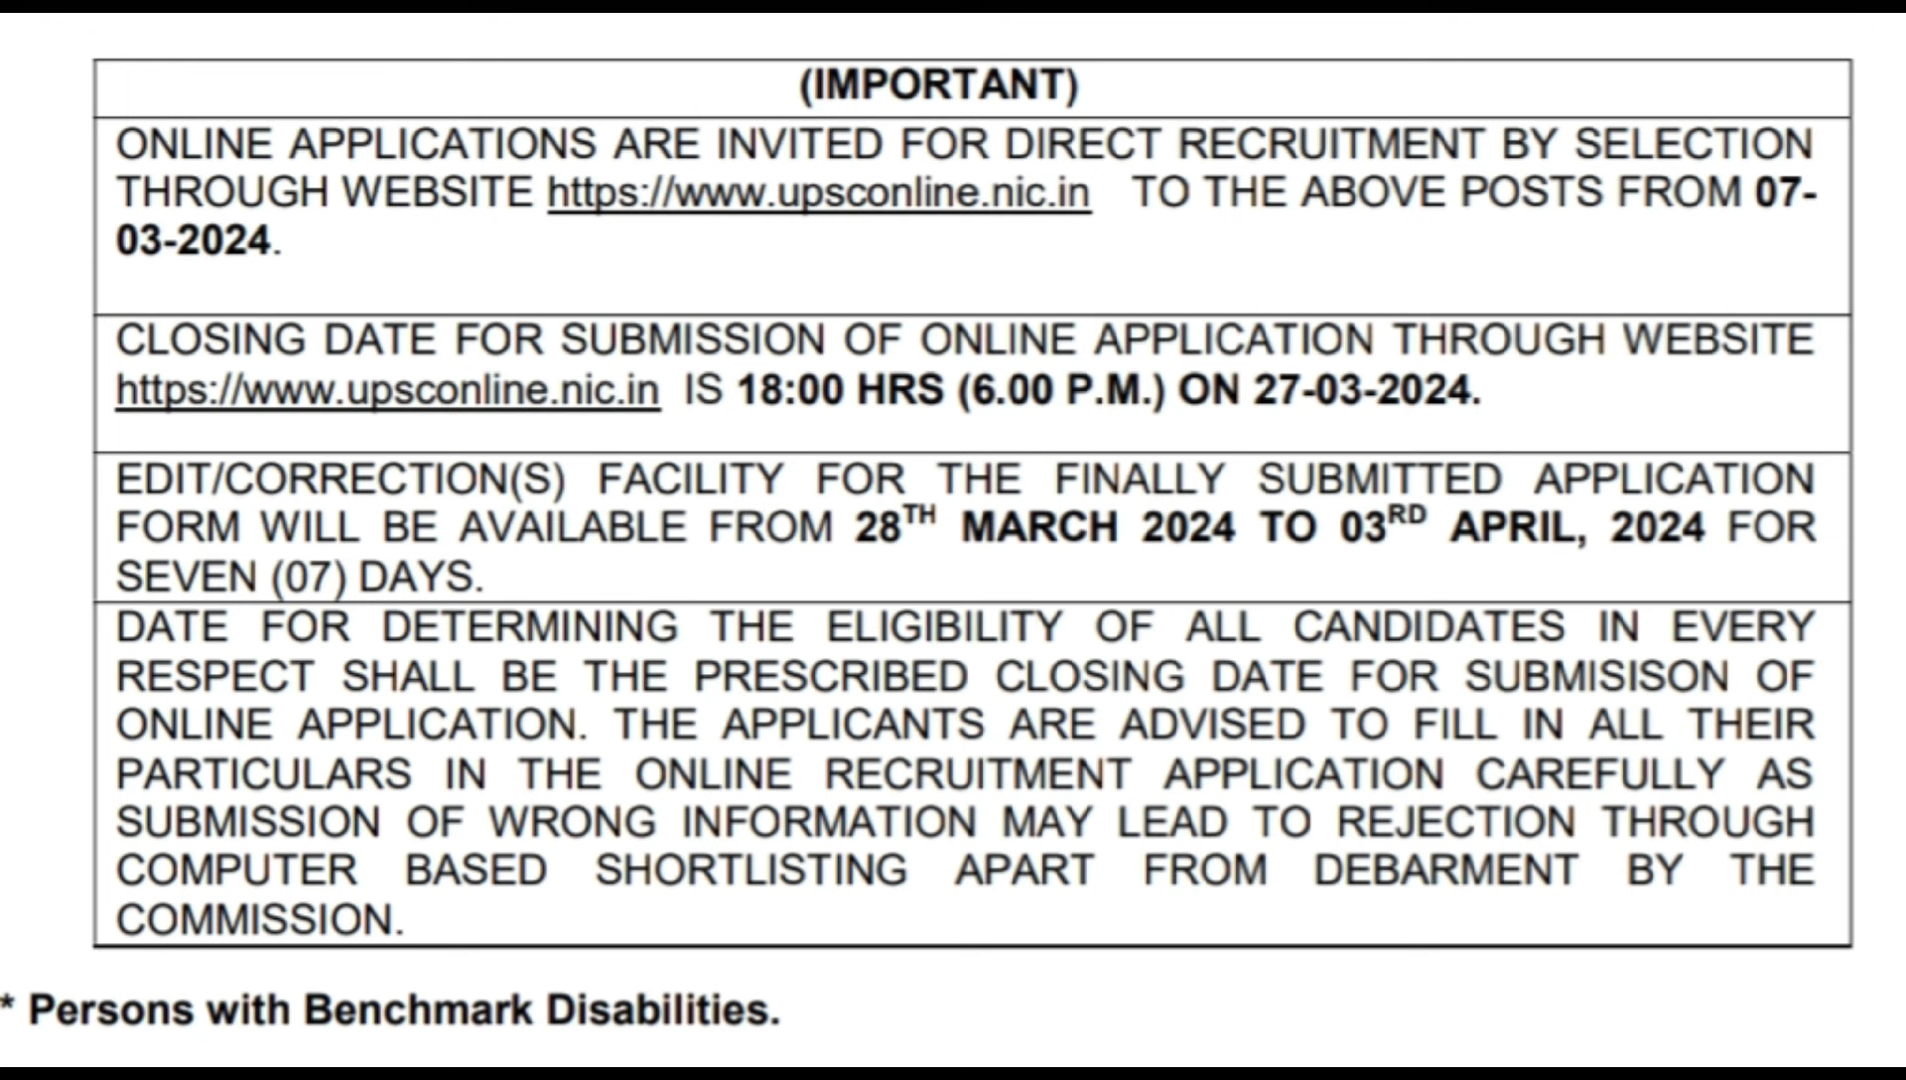 (IMPORTANT)
ONLINE APPLICATIONS ARE INVITED FOR DIRECT RECRUITMENT BY SELECTION
THROUGH WEBSITE https://www.upsconline.nic.in TO THE ABOVE POSTS FROM 07-
03-2024.
CLOSING DATE FOR SUBMISSION OF ONLINE APPLICATION THROUGH WEBSITE
https://www.upsconline.nic.in IS 18:00 HRS (6.00 P.M.) ON 27-03-2024.
EDIT/CORRECTION(S) FACILITY FOR THE FINALLY SUBMITTED APPLICATION
FORM WILL BE AVAILABLE FROM 28TH MARCH 2024 TO 03RD APRIL, 2024 FOR
SEVEN (07) DAYS.
DATE FOR DETERMINING THE ELIGIBILITY OF ALL CANDIDATES IN EVERY
RESPECT SHALL BE THE PRESCRIBED CLOSING DATE FOR SUBMISISON OF
ONLINE APPLICATION. THE APPLICANTS ARE ADVISED TO FILL IN ALL THEIR
PARTICULARS IN THE ONLINE RECRUITMENT APPLICATION CAREFULLY AS
SUBMISSION OF WRONG INFORMATION MAY LEAD TO REJECTION THROUGH
COMPUTER BASED SHORTLISTING APART FROM DEBARMENT BY THE
COMMISSION.
* Persons with Benchmark Disabilities.